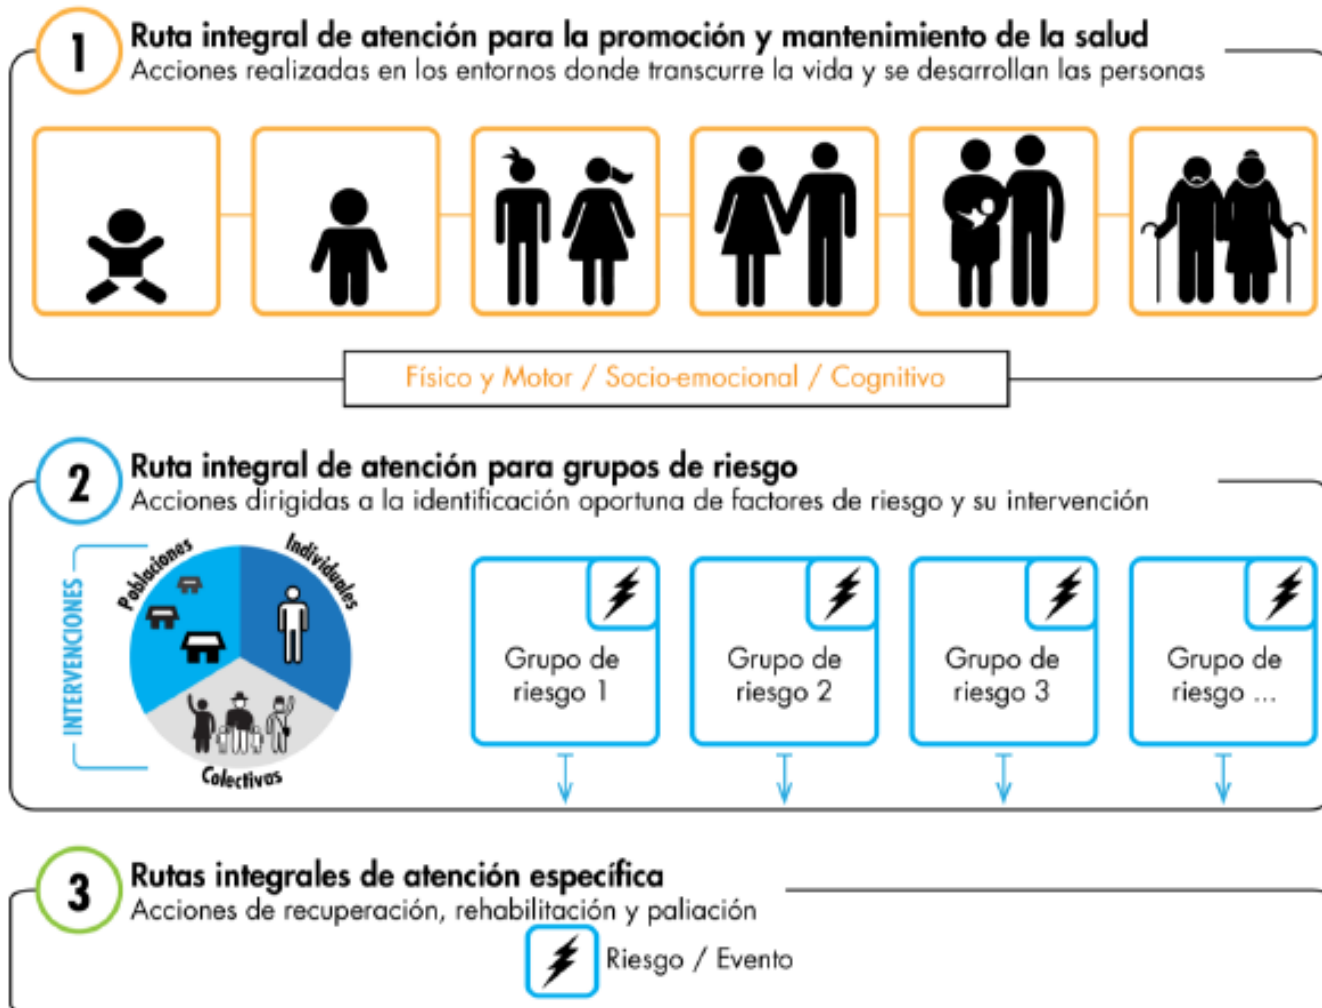 1
Ruta integral de atención para la promoción y mantenimiento de la salud
Acciones realizadas en los entornos donde transcurre la vida y se desarrollan las personas
Físico y Motor / Socio-emocional / Cognitivo
2
Ruta integral de atención para grupos de riesgo
Acciones dirigidas a la identificación oportuna de factores de riesgo y su intervención
INTERVENCIONES
Poblaciones
Individuales
Colectivas
Grupo de
riesgo 1
Grupo de
riesgo 2
Grupo de
riesgo 3
Grupo de
riesgo ...
3
Rutas integrales de atención específica
Acciones de recuperación, rehabilitación y paliación
Riesgo / Evento